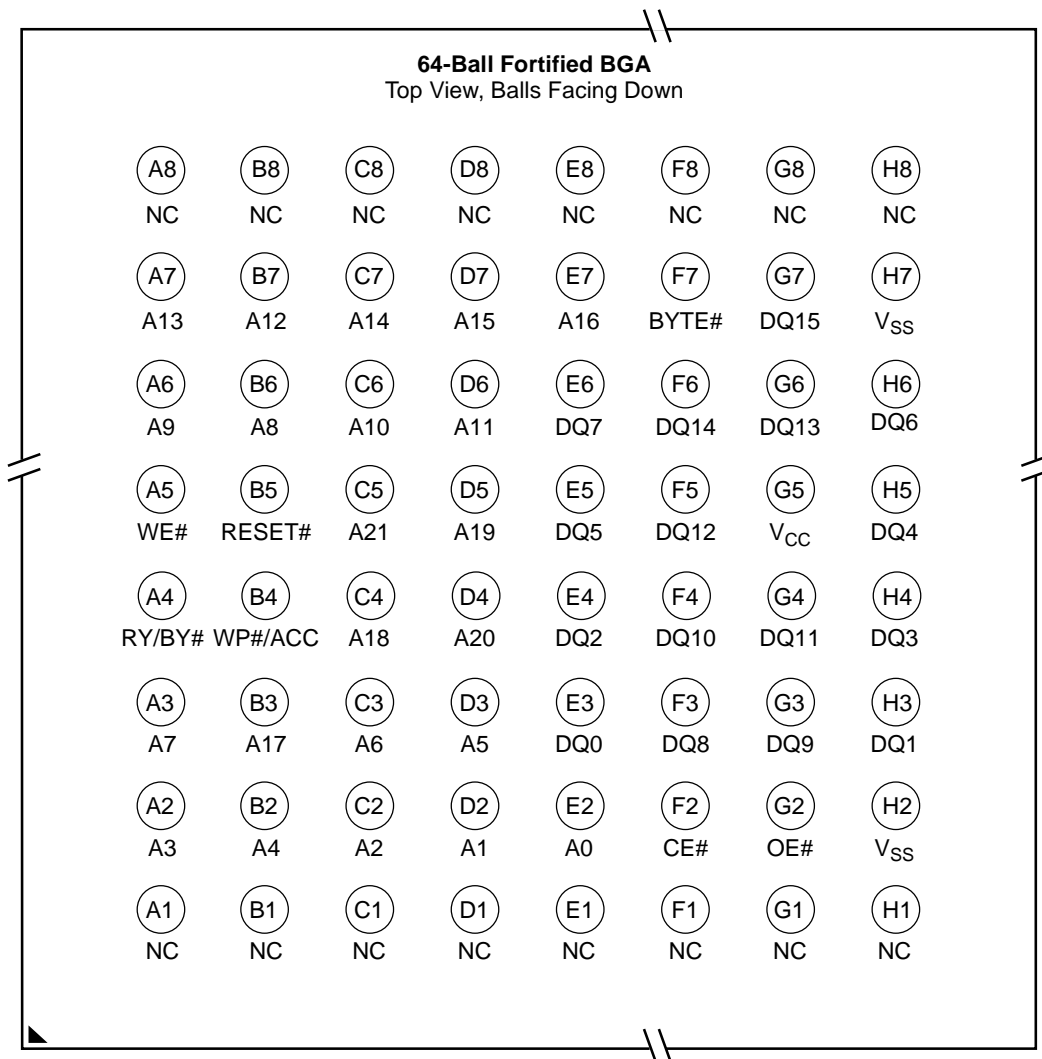 64-Ball Fortified BGA
Top View, Balls Facing Down
A8 B8 C8 D8 E8 F8 G8 H8
NC NC NC NC NC NC NC NC
A7 B7 C7 D7 E7 F7 G7 H7
A13 A12 A14 A15 A16 BYTE# DQ15 VSS
A6 B6 C6 D6 E6 F6 G6 H6
A9 A8 A10 A11 DQ7 DQ14 DQ13 DQ6
A5 B5 C5 D5 E5 F5 G5 H5
WE# RESET# A21 A19 DQ5 DQ12 VCC DQ4
A4 B4 C4 D4 E4 F4 G4 H4
RY/BY# WP#/ACC A18 A20 DQ2 DQ10 DQ11 DQ3
A3 B3 C3 D3 E3 F3 G3 H3
A7 A17 A6 A5 DQ0 DQ8 DQ9 DQ1
A2 B2 C2 D2 E2 F2 G2 H2
A3 A4 A2 A1 A0 CE# OE# VSS
A1 B1 C1 D1 E1 F1 G1 H1
NC NC NC NC NC NC NC NC